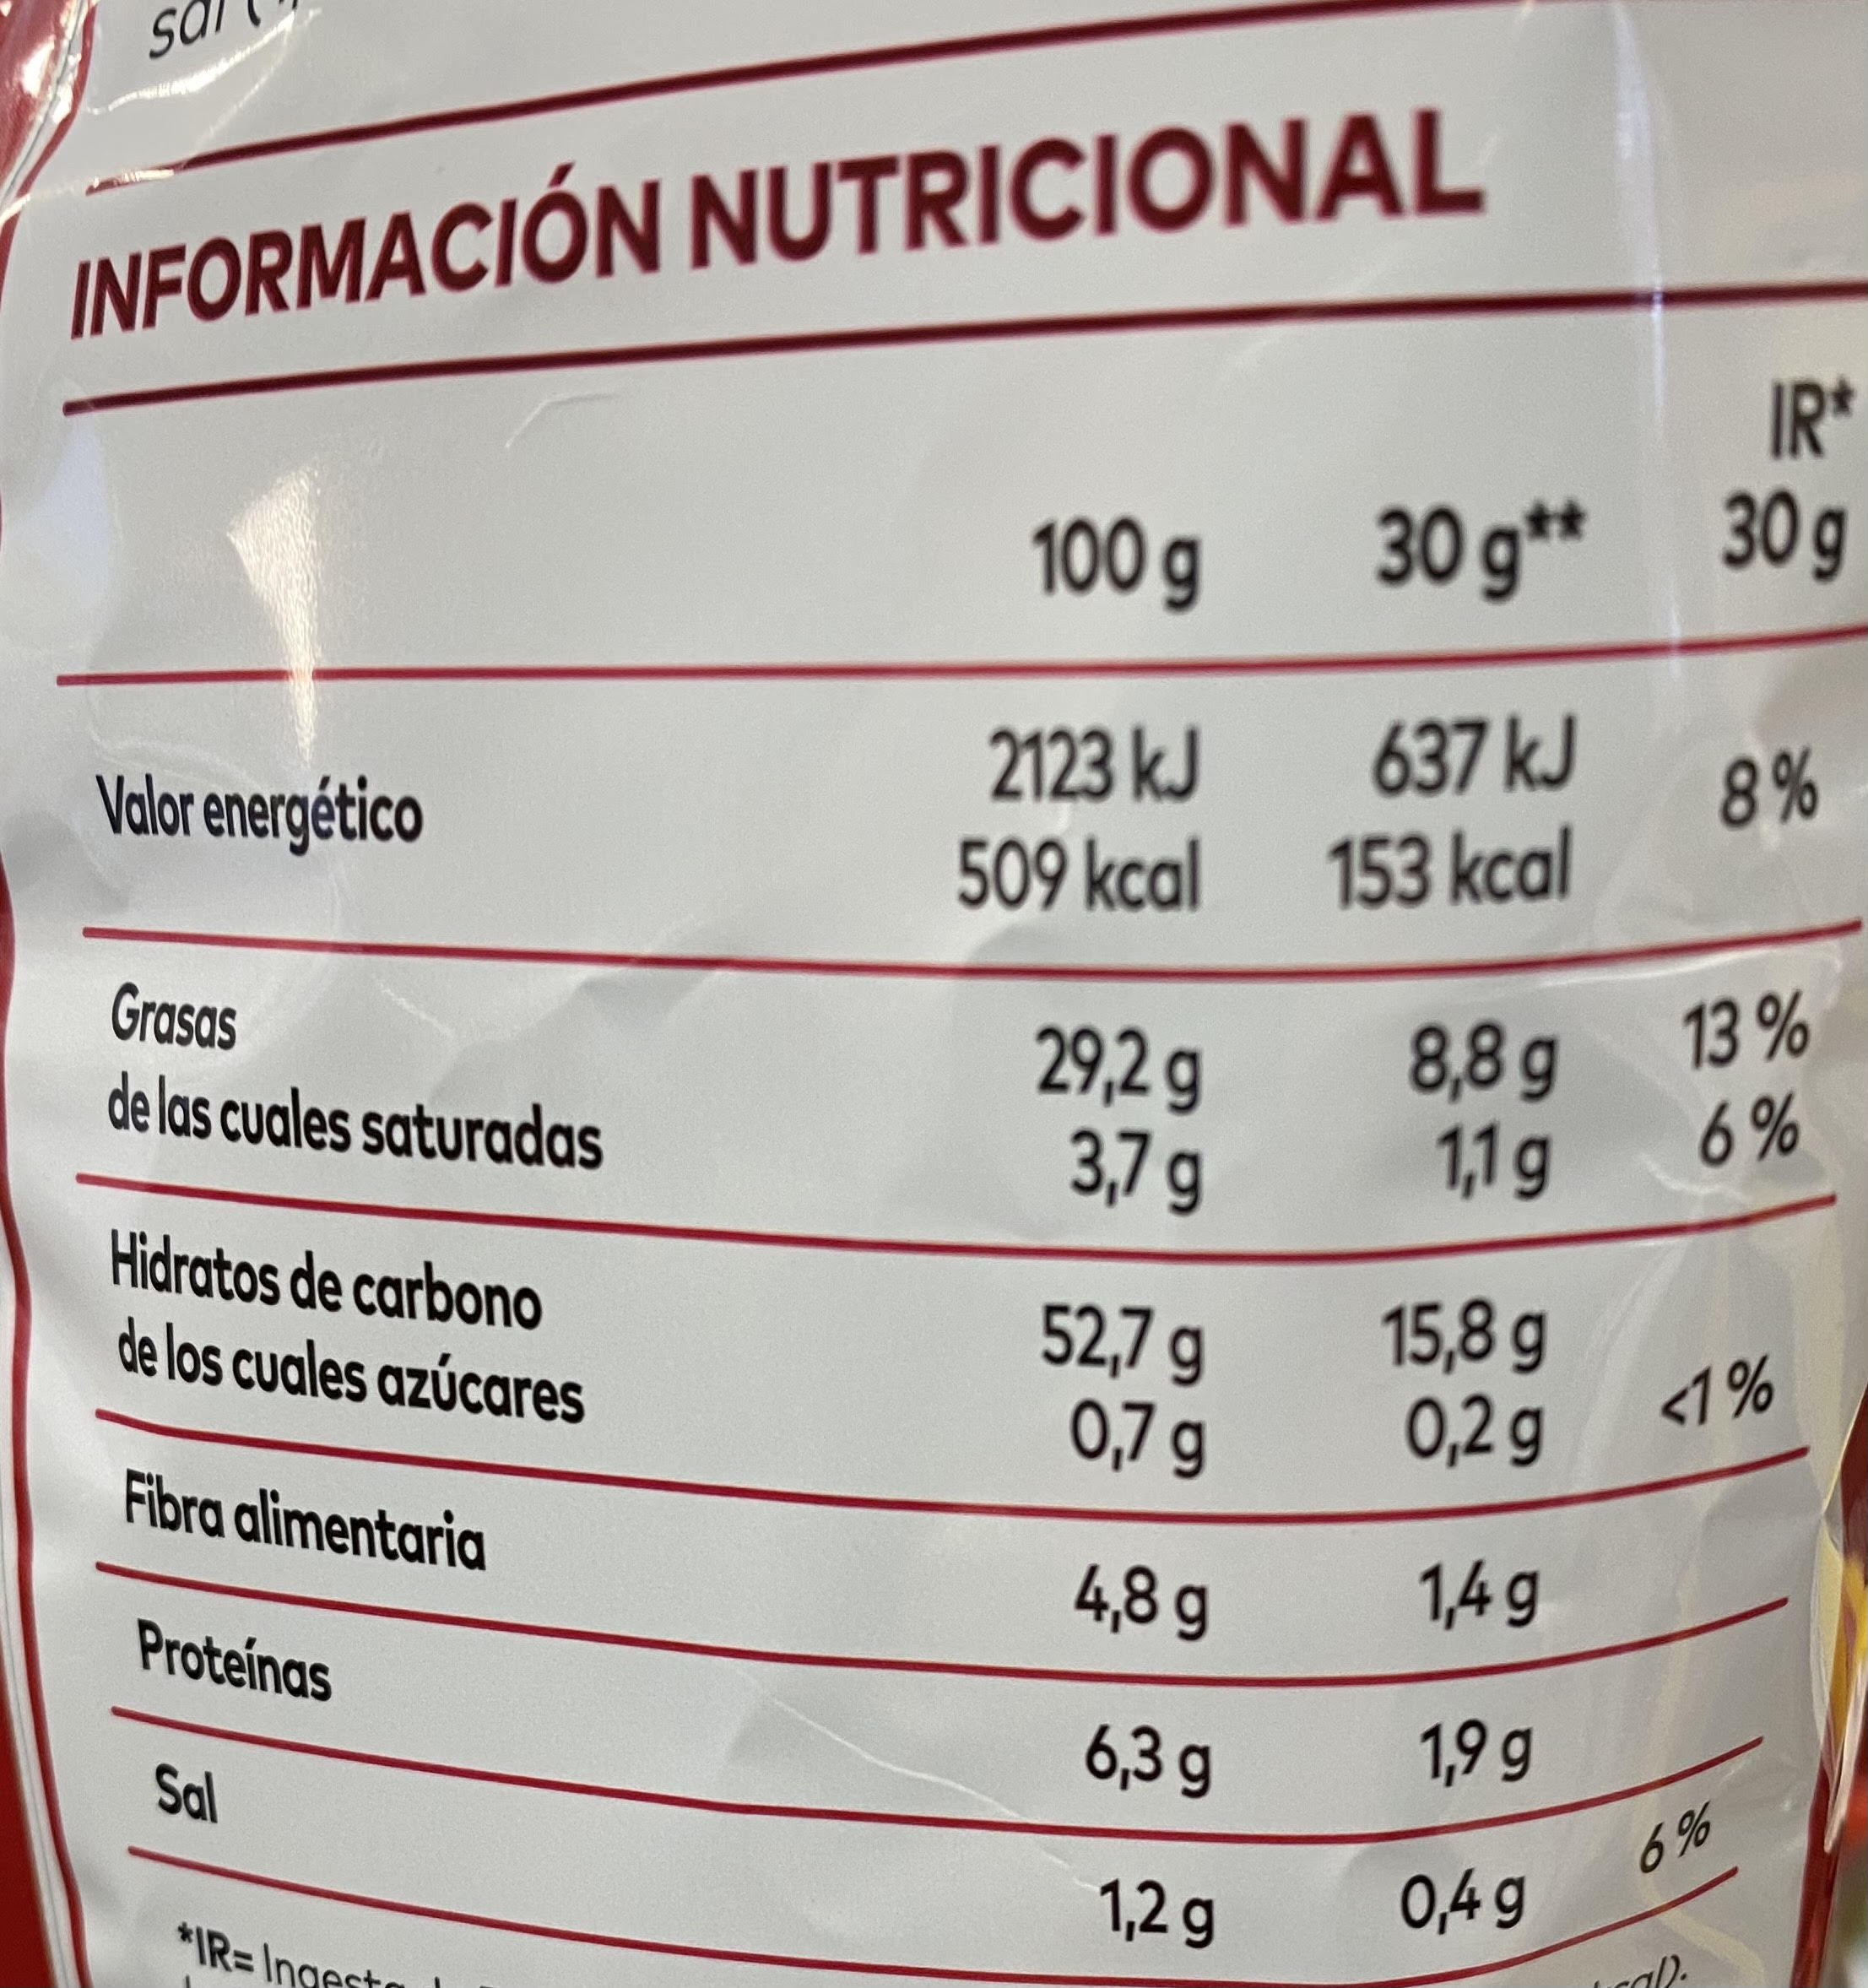 INFORMACIÓN NUTRICIONAL
IR*
100 g 30 g** 30 g
2123 kJ 637 kJ
Valor energético 8 %
509 kcal 153 kcal
Grasas 29,2 g 8,8 g 13 %
de las cuales saturadas 3,7 g 1,1 g 6 %
Hidratos de carbono 52,7 g 15,8 g
de los cuales azúcares 0,7 g 0,2 g <1 %
Fibra alimentaria 4,8 g 1,4 g
Proteínas 6,3 g 1,9 g
Sal 1,2 g 0,4 g 6 %
*IR=